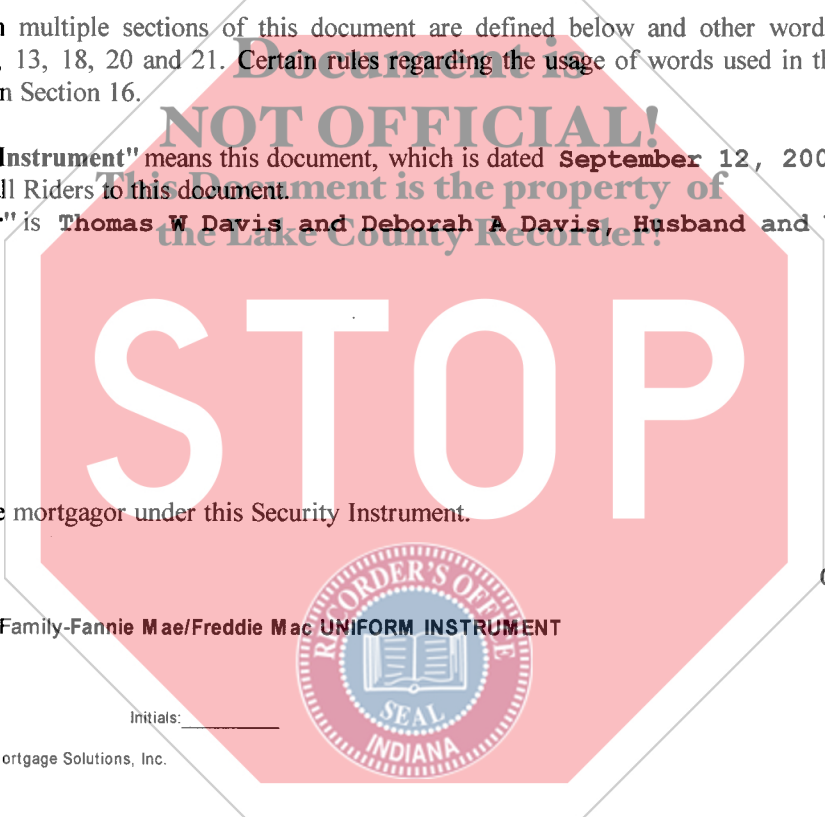 multiple sections of this document are defined below and other word
, 13, 18, 20 and 21. Certain rules regarding the usage of words used in th
n Section 16.
Document is
NOT OFFICIAL!
Instrument" means this document, which is dated September 12, 200
This Document is the property of
ll Riders to this document.
the Lake County Recorder!
" is Thomas W Davis and Deborah A Davis, Husband and
STOP
e mortgagor under this Security Instrument.
RECORDER'S OFFICE
Family-Fannie Mae/Freddie Mac UNIFORM INSTRUMENT
SEAL
INDIANA
Initials:
ortgage Solutions, Inc.